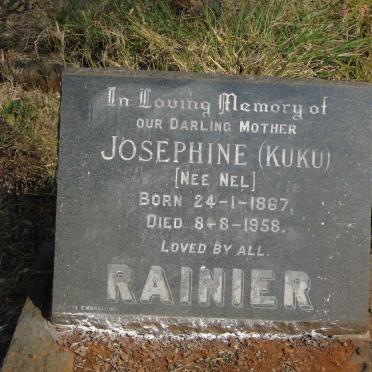 In Loving Memory of
OUR DARLING MOTHER
JOSEPHINE (KUKU)
[NEE NEL]
BORN 24-1-1867,
DIED 8-8-1958.
LOVED BY ALL.
RAINIER